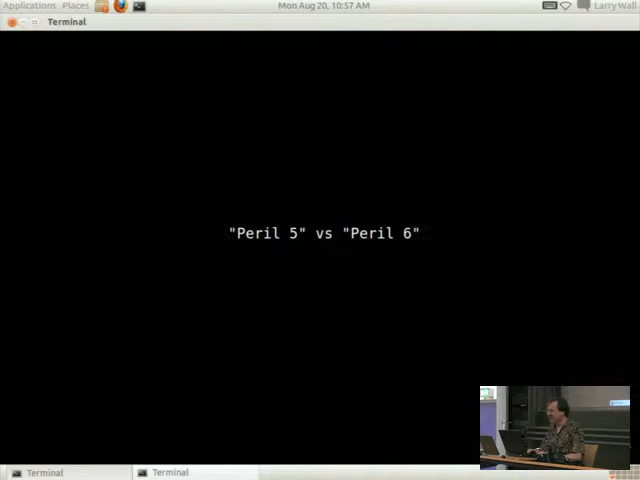 Applications Places
Mon Aug 20, 10:57 AM
Larry Wall
Terminal
"Peril 5" vs "Peril 6"
Terminal
Terminal